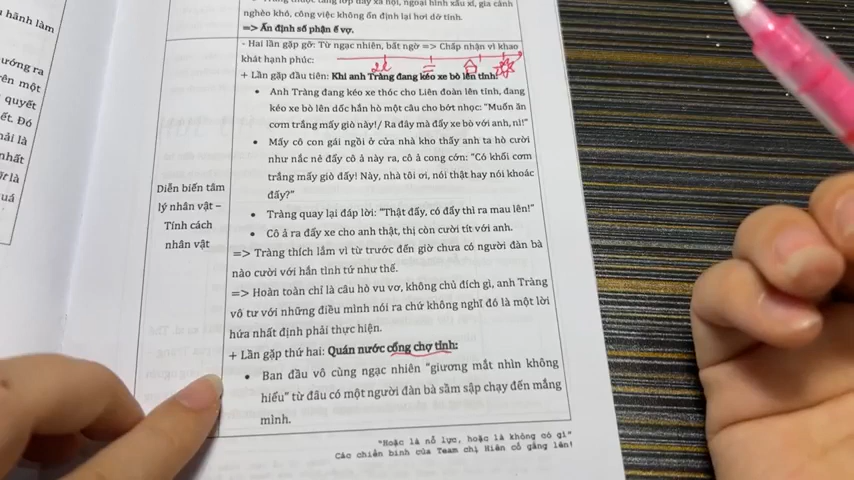 ũ hãnh làm
ướng ra
ên một
quyết
ết. Đó
nải là
nhất
t là
uá
nghèo khó, công việc không ổn định lại hơi dở tính.
=> Ấn định số phận ế vợ.
Diễn biến tâm
lý nhân vật –
Tính cách
nhân vật
- Hai lần gặp gỡ: Từ ngạc nhiên, bất ngờ => Chấp nhận vì khao
khát hạnh phúc:
+ Lần gặp đầu tiên: Khi anh Tràng đang kéo xe bò lên tỉnh:
• Anh Tràng đang kéo xe thóc cho Liên đoàn lên tỉnh, đang
kéo xe bò lên dốc hắn hò một câu cho bớt nhọc: "Muốn ăn
cơm trắng mấy giò này!/ Ra đây mà đẩy xe bò với anh, nì!"
• Mấy cô con gái ngồi ở cửa nhà kho thấy anh ta hò cười
như nắc nẻ đẩy cô ả này ra, cô ả cong cớn: "Có khối cơm
trắng mấy giò đấy! Này, nhà tôi ơi, nói thật hay nói khoác
đấy?"
• Tràng quay lại đáp lời: "Thật đấy, có đẩy thì ra mau lên!"
• Cô ả ra đẩy xe cho anh thật, thị còn cười tít với anh.
=> Tràng thích lắm vì từ trước đến giờ chưa có người đàn bà
nào cười với hắn tình tứ như thế.
=> Hoàn toàn chỉ là câu hò vu vơ, không chủ đích gì, anh Tràng
vô tư với những điều mình nói ra chứ không nghĩ đó là một lời
hứa nhất định phải thực hiện.
+ Lần gặp thứ hai: Quán nước cổng chợ tỉnh:
• Ban đầu vô cùng ngạc nhiên "giương mắt nhìn không
hiểu" từ đâu có một người đàn bà sầm sập chạy đến mắng
mình.
"Hoặc là nỗ lực, hoặc là không có gì"
Các chiến binh của Team chị Hiên cố gắng lên!